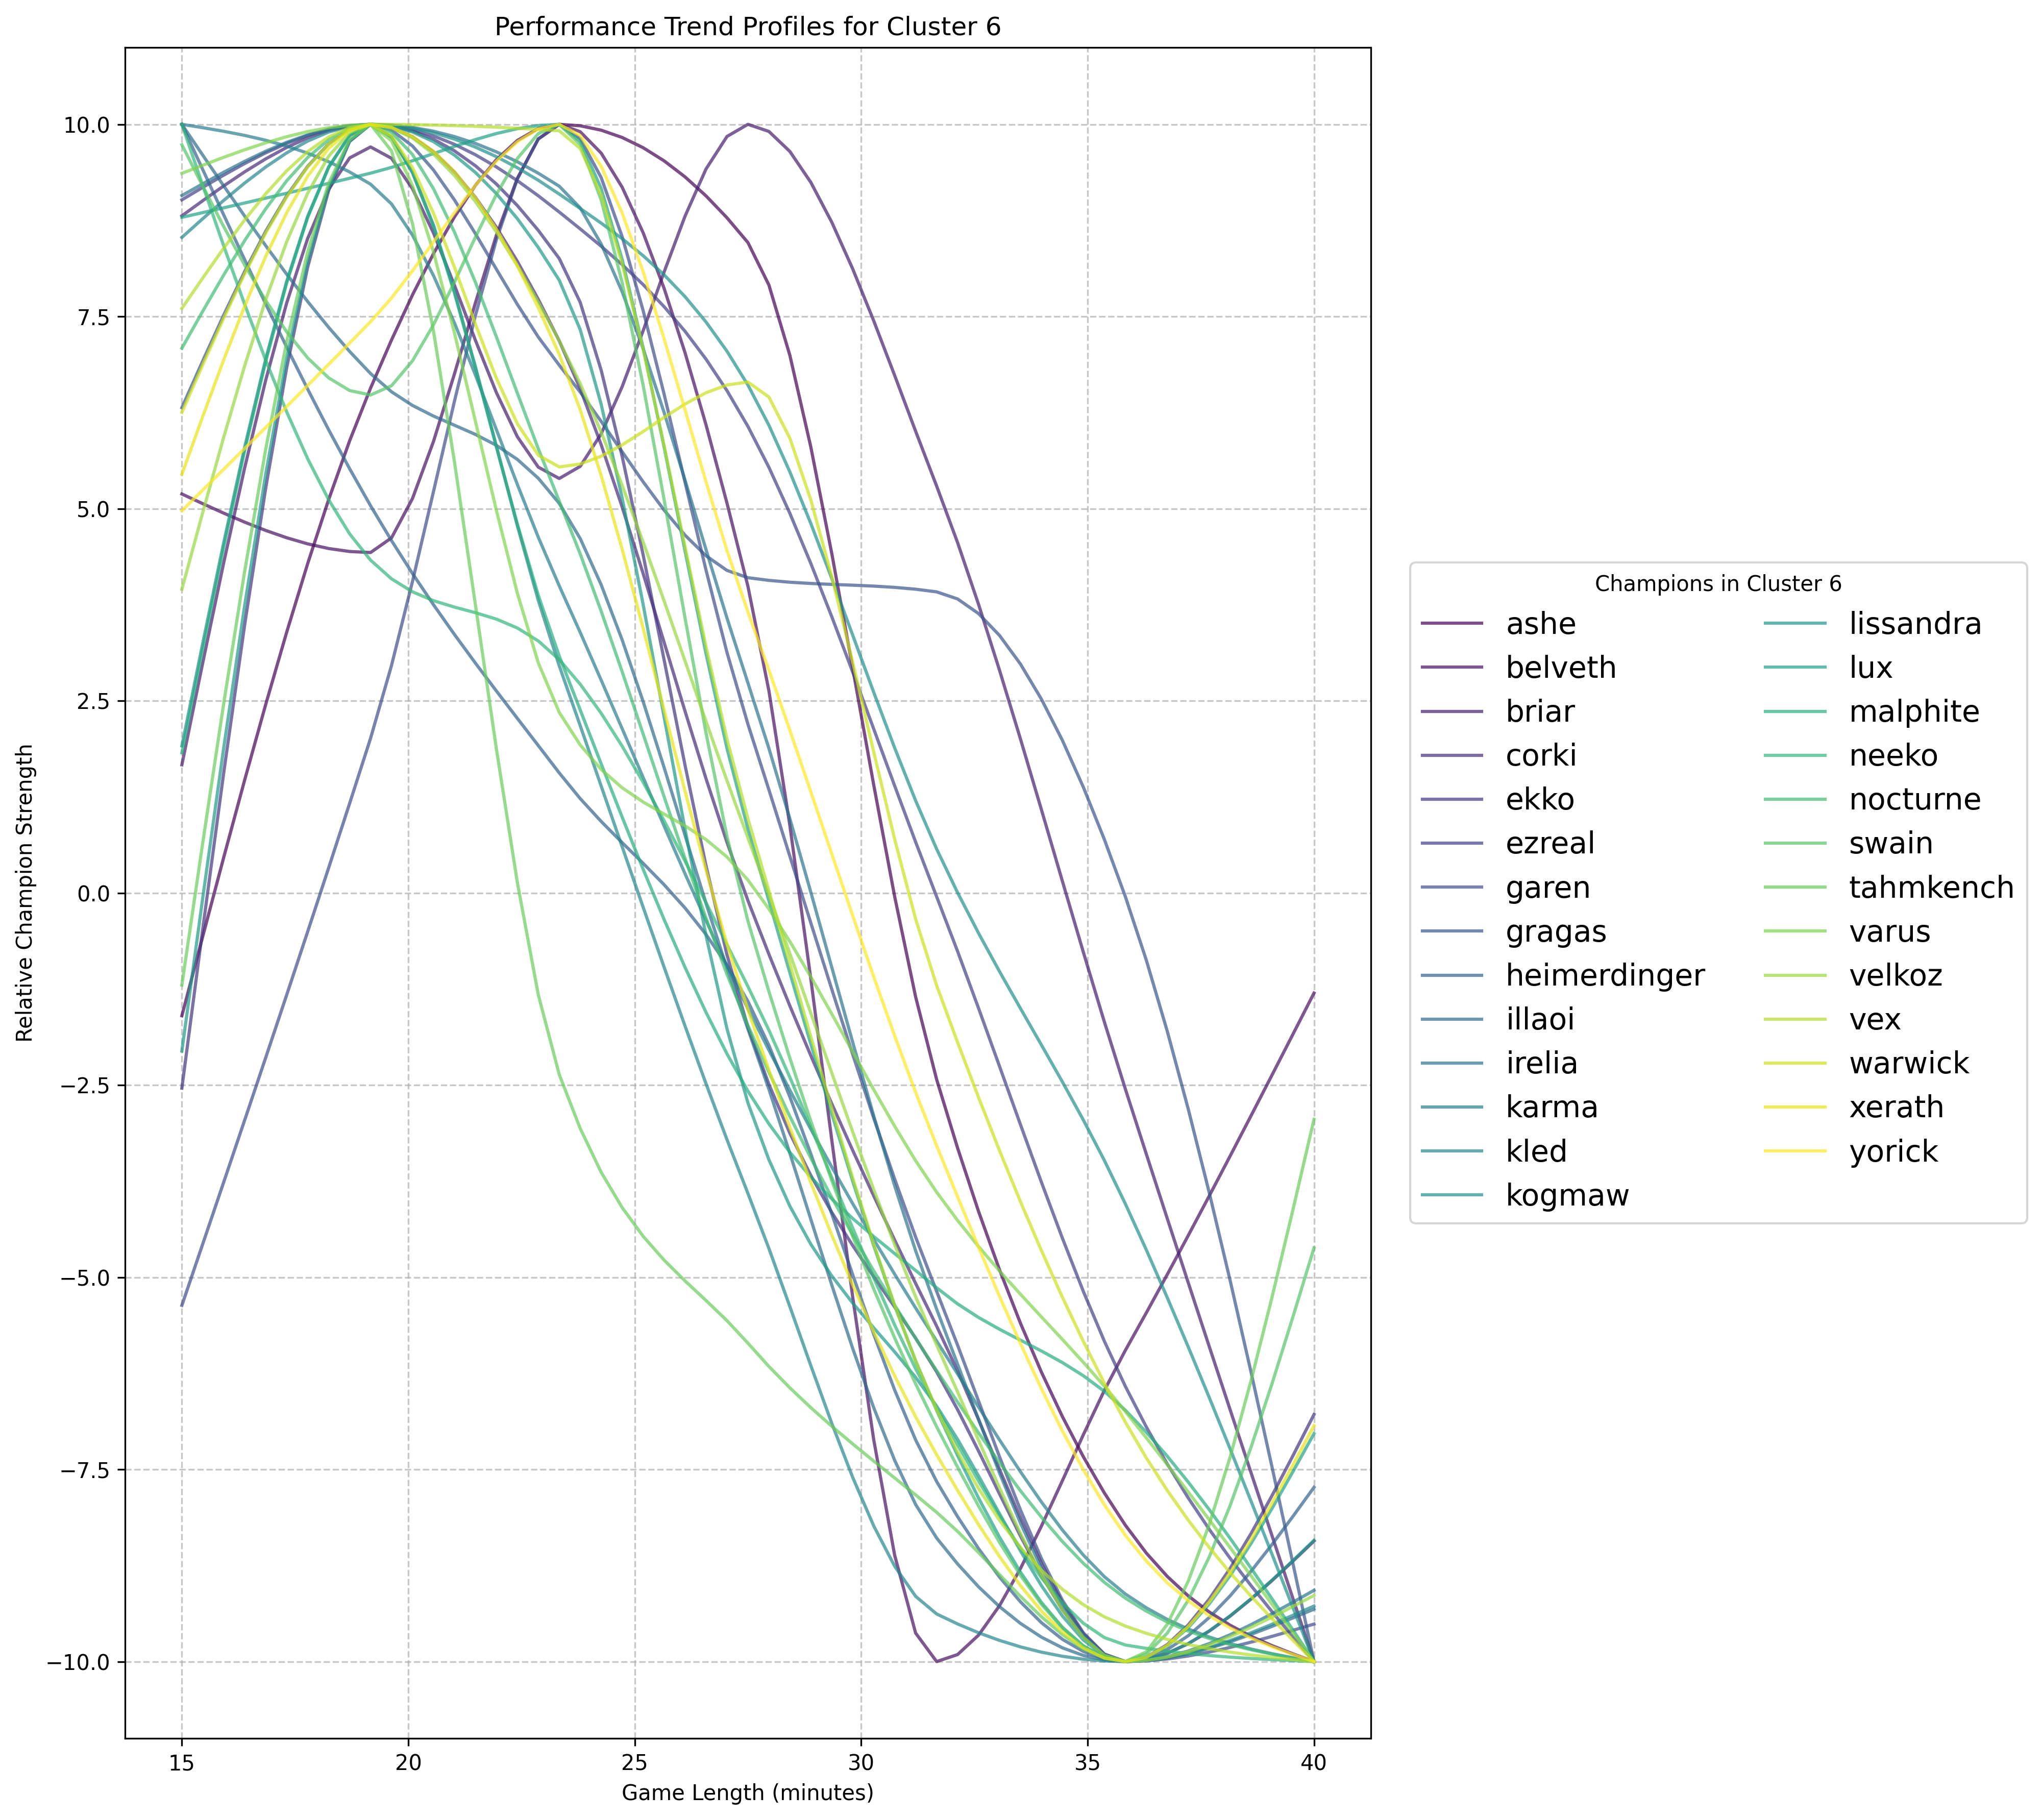 Performance Trend Profiles for Cluster 6
10.0
7.5
5.0
2.5
0.0
−2.5
−5.0
−7.5
−10.0
Relative Champion Strength
15
20
25
30
35
40
Game Length (minutes)
Champions in Cluster 6
ashe
belveth
briar
corki
ekko
ezreal
garen
gragas
heimerdinger
illaoi
irelia
karma
kled
kogmaw
lissandra
lux
malphite
neeko
nocturne
swain
tahmkench
varus
velkoz
vex
warwick
xerath
yorick